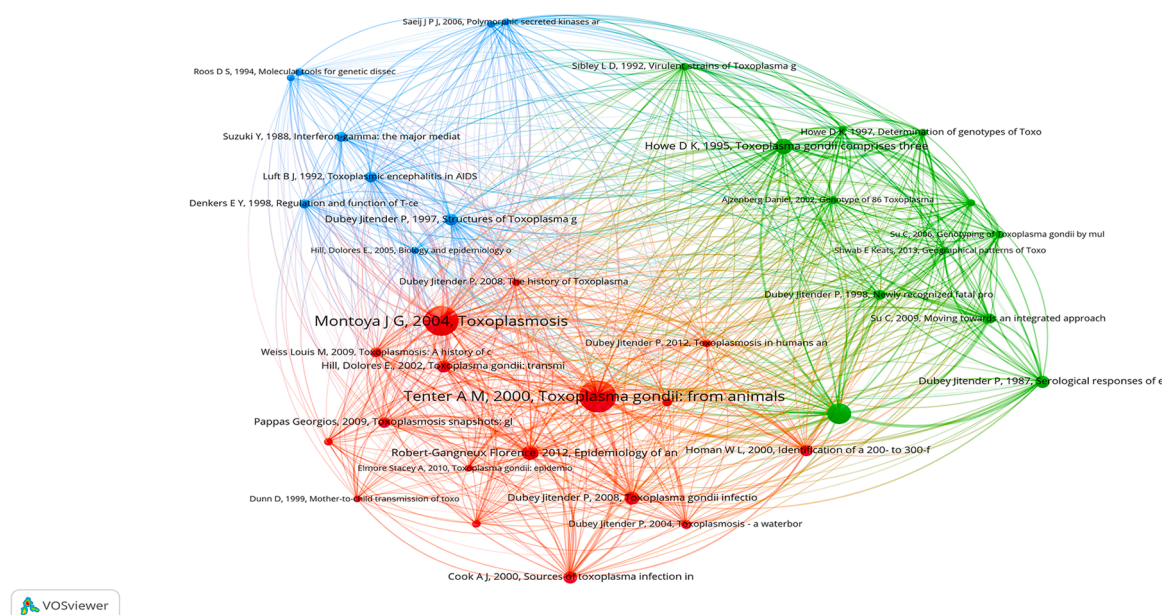 Saeij J P J, 2006, Polymorphic secreted kinases ar
Sibley L D, 1992, Virulent strains of Toxoplasma g
Roos D S, 1994, Molecular tools for genetic dissec
Suzuki Y, 1988, Interferon-gamma: the major mediat
Howe D K, 1997, Determination of genotypes of Toxo
Howe D K, 1995, Toxoplasma gondii comprises three
Luft B J, 1992, Toxoplasmic encephalitis in AIDS
Denkers E Y, 1998, Regulation and function of T-ce
Ajzenberg Daniel, 2002, Genotype of 86 Toxoplasma
Dubey Jitender P, 1997, Structures of Toxoplasma g
Su C, 2006, Genotyping of Toxoplasma gondii by mul
Hill, Dolores E., 2005, Biology and epidemiology o
Shwab E Keats, 2013, Geographical patterns of Toxo
Dubey Jitender P, 2008, The history of Toxoplasma
Dubey Jitender P, 1998, Newly recognized fatal pro
Montoya J G, 2004, Toxoplasmosis
Su C, 2009, Moving towards an integrated approach
Dubey Jitender P, 2012, Toxoplasmosis in humans an
Weiss Louis M, 2009, Toxoplasmosis: A history of c
Hill, Dolores E., 2002, Toxoplasma gondii: transmi
Dubey Jitender P, 1987, Serological responses of e
Tenter A M, 2000, Toxoplasma gondii: from animals
Pappas Georgios, 2009, Toxoplasmosis snapshots: gl
Robert-Gangneux Florence, 2012, Epidemiology of an
Homan W L, 2000, Identification of a 200- to 300-f
Elmore Stacey A, 2010, Toxoplasma gondii: epidemio
Dunn D, 1999, Mother-to-child transmission of toxo
Dubey Jitender P, 2008, Toxoplasma gondii infectio
Dubey Jitender P, 2004, Toxoplasmosis - a waterbor
Cook A J, 2000, Sources of toxoplasma infection in
VOSviewer